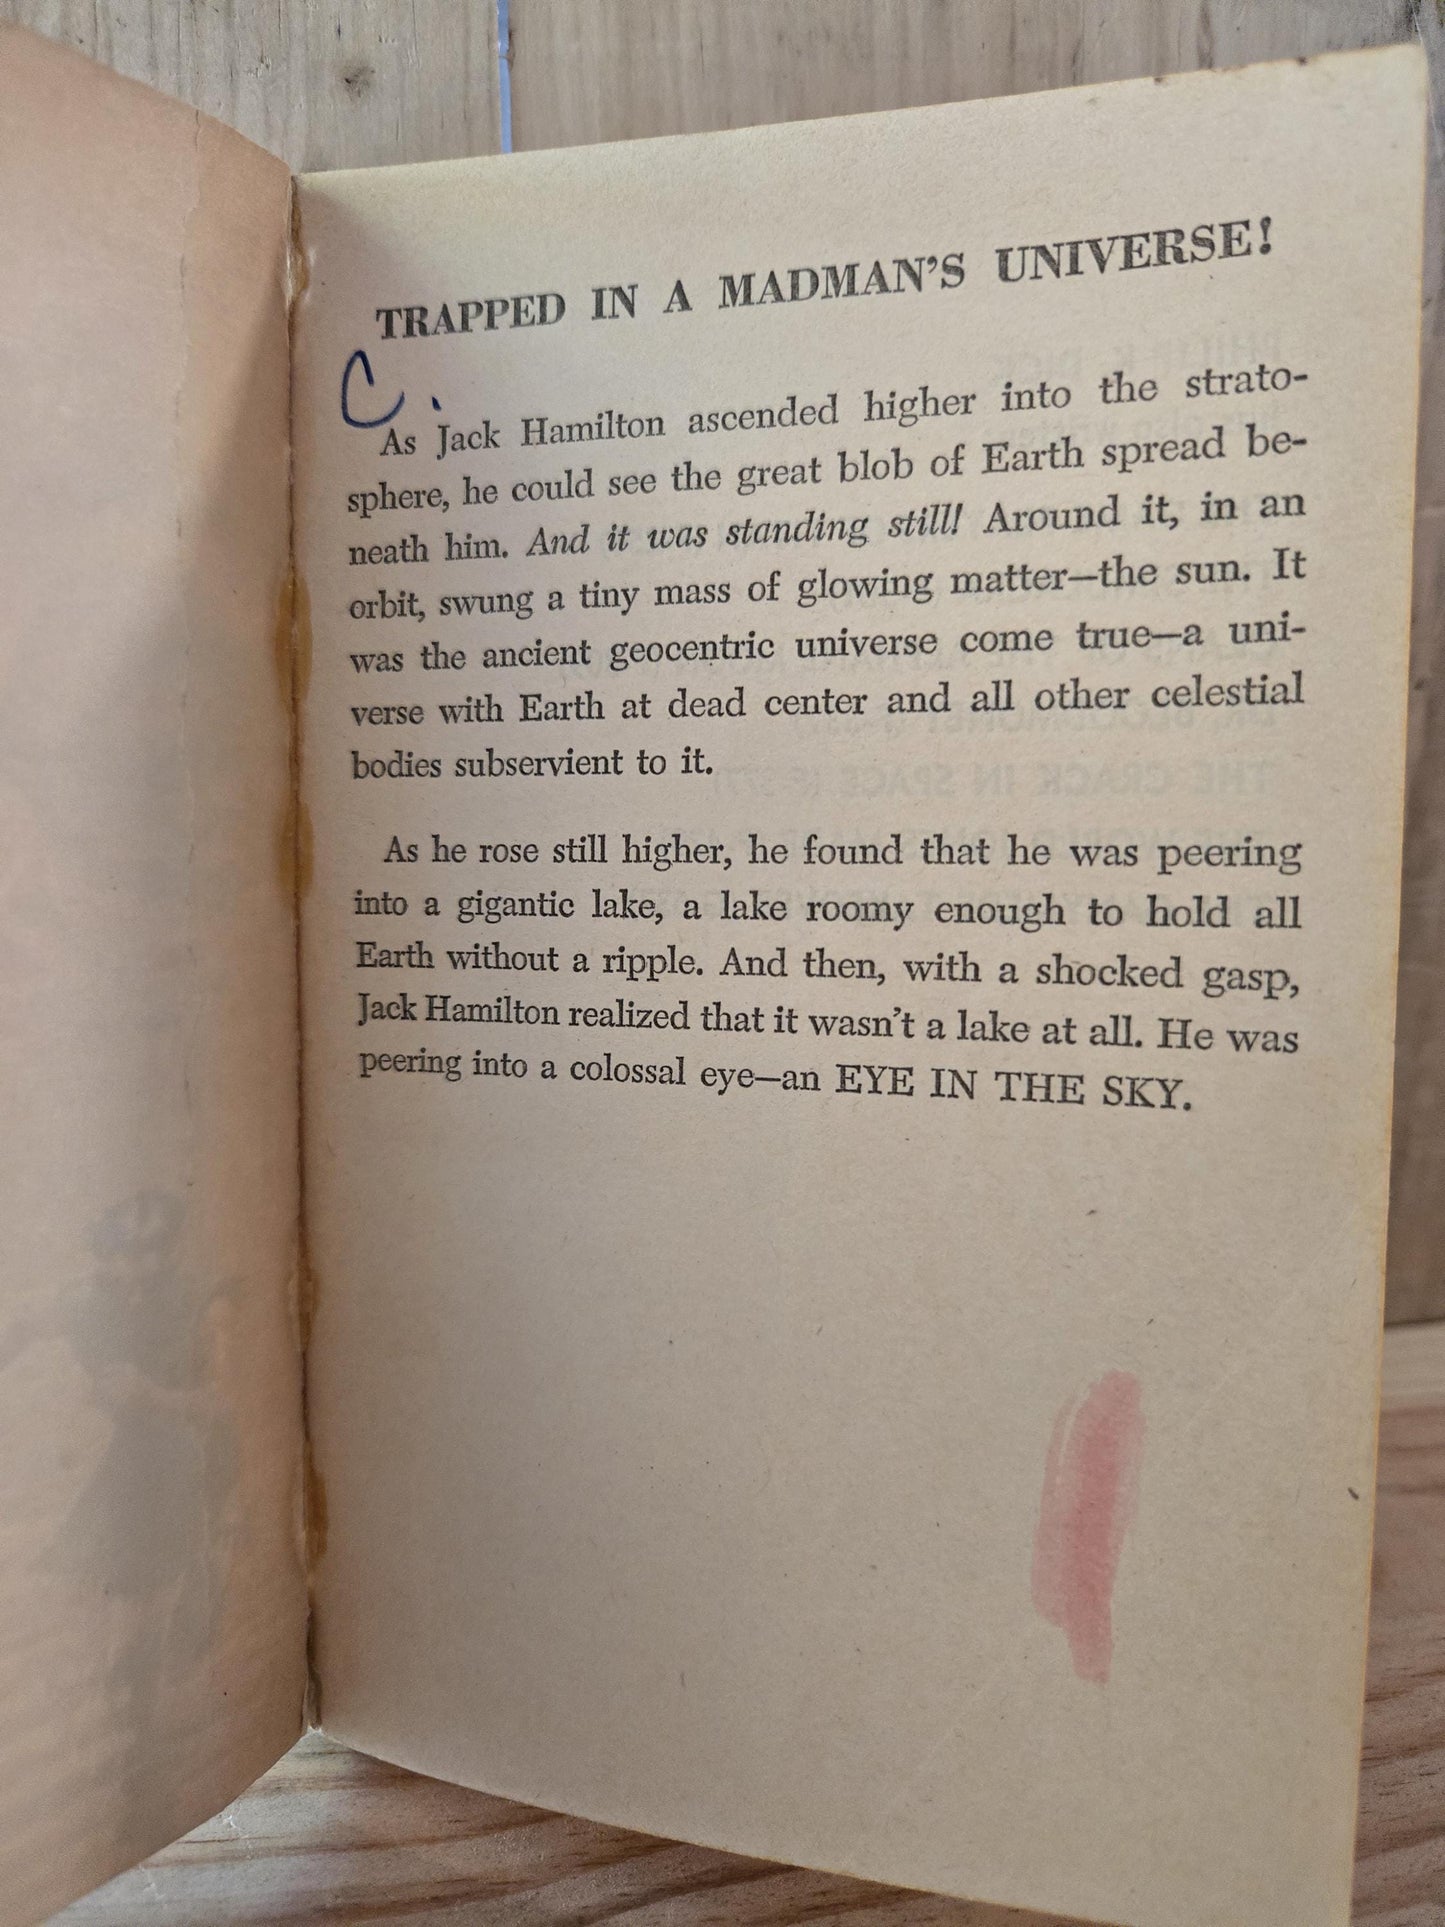 TRAPPED IN A MADMAN'S UNIVERSE!
C.
As Jack Hamilton ascended higher into the strato-
sphere, he could see the great blob of Earth spread be-
neath him. And it was standing still! Around it, in an
orbit, swung a tiny mass of glowing matter—the sun. It
was the ancient geocentric universe come true—a uni-
verse with Earth at dead center and all other celestial
bodies subservient to it.
As he rose still higher, he found that he was peering
into a gigantic lake, a lake roomy enough to hold all
Earth without a ripple. And then, with a shocked gasp,
Jack Hamilton realized that it wasn't a lake at all. He was
peering into a colossal eye—an EYE IN THE SKY.